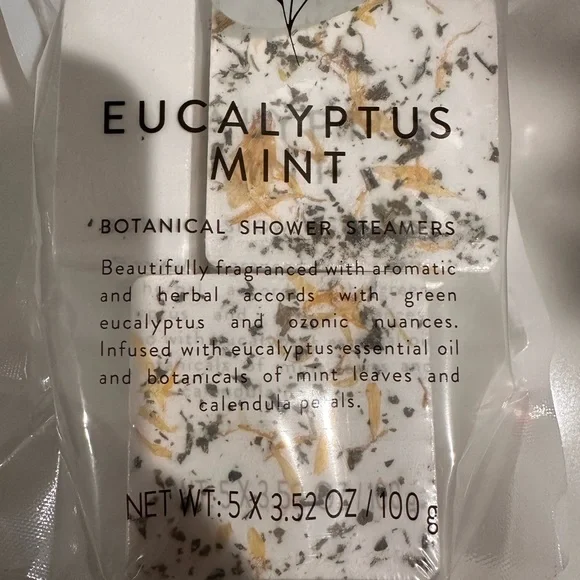 EUCALYPTUS
MINT
BOTANICAL SHOWER STEAMERS
Beautifully fragranced with aromatic
and herbal accords with green
eucalyptus and ozonic nuances.
Infused with eucalyptus essential oil
and botanicals of mint leaves and
calendula petals.
NET WT: 5 X 3.52 OZ / 100 g